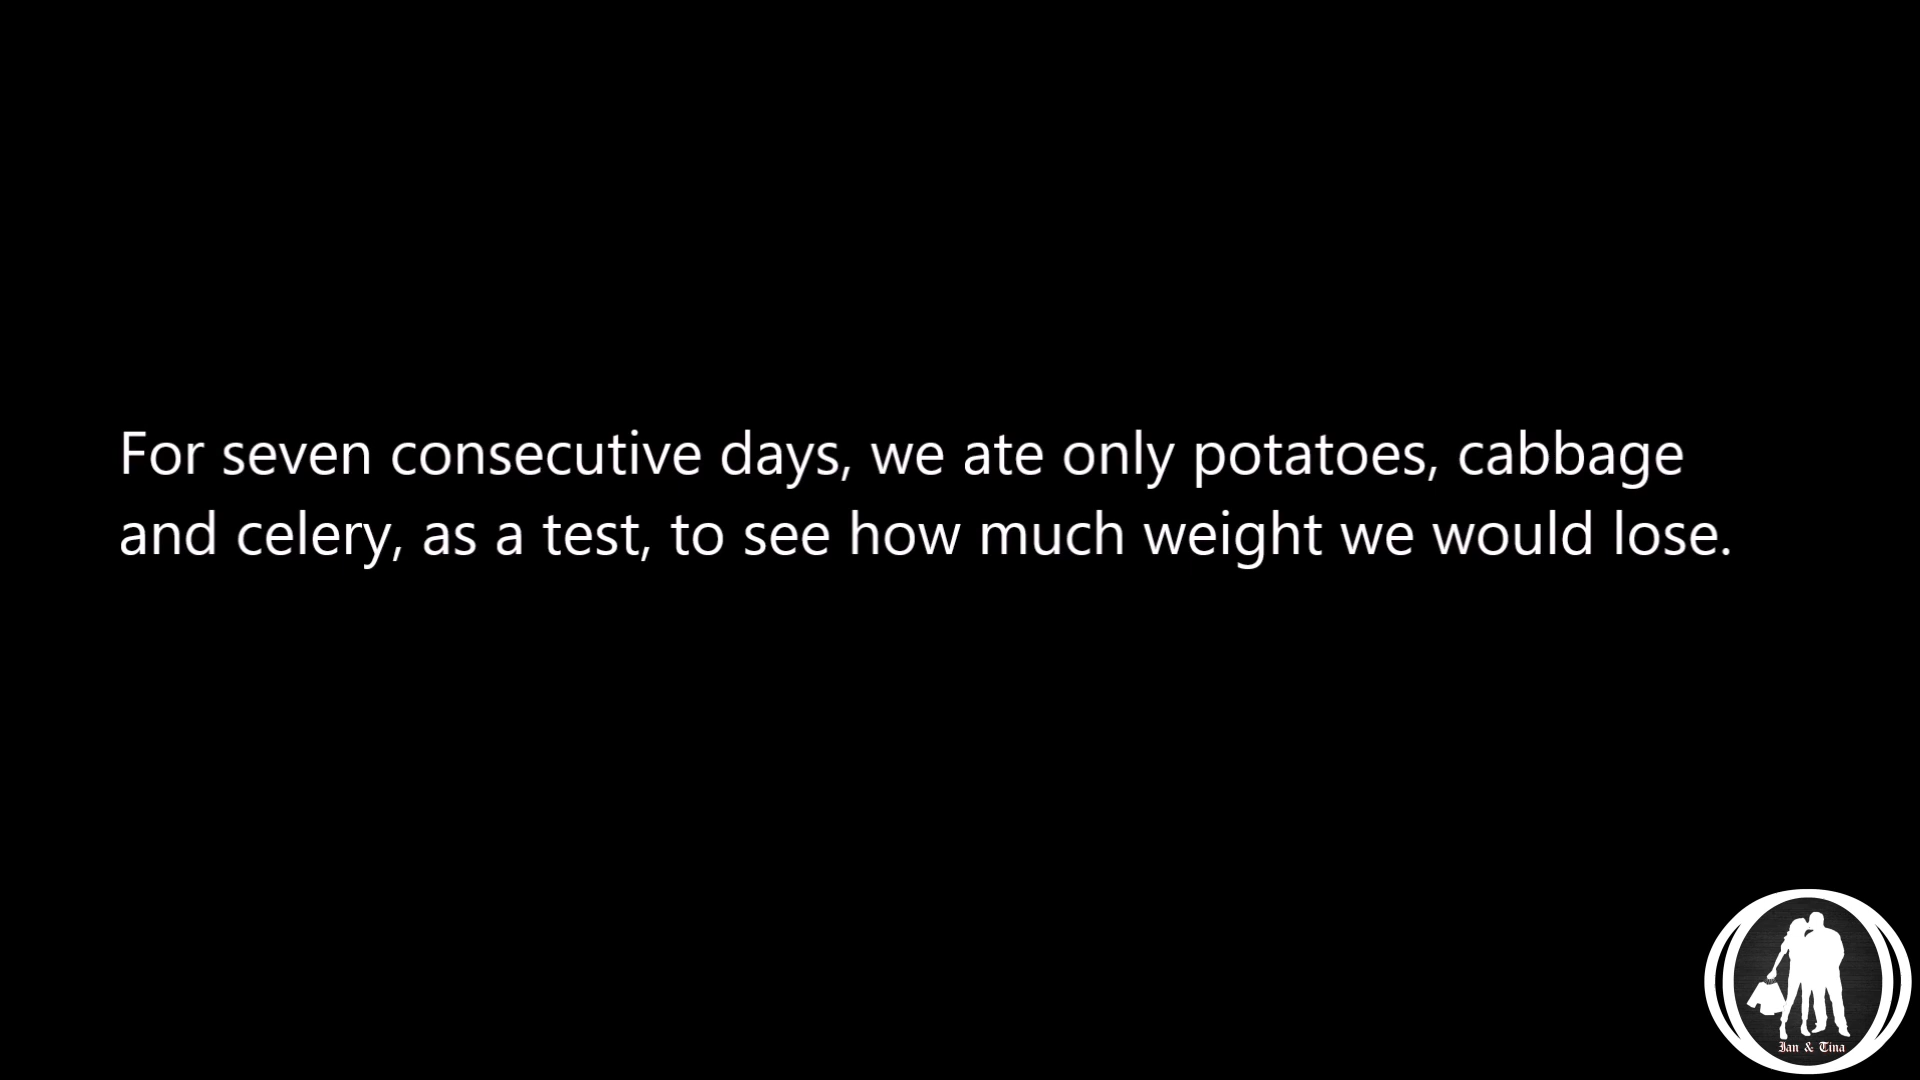 For seven consecutive days, we ate only potatoes, cabbage
and celery, as a test, to see how much weight we would lose.
Ian & Tina